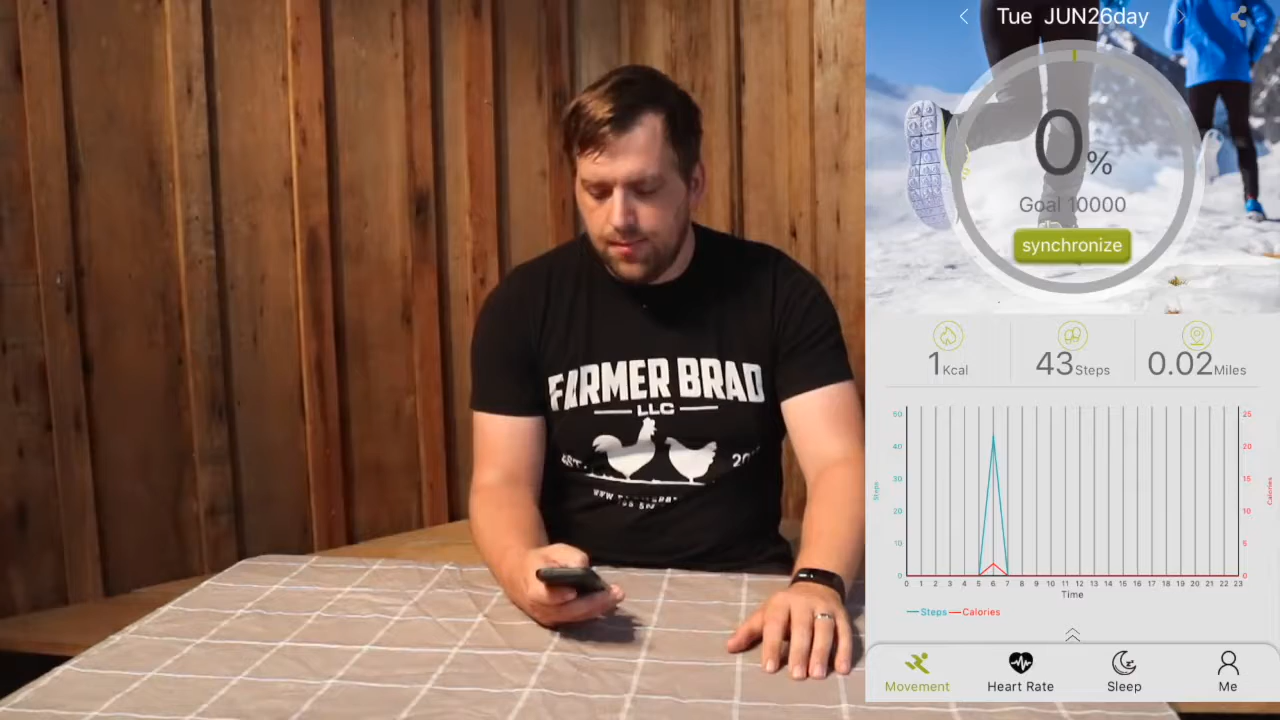 FARMER BRAD
LLC
EST.
Tue JUN26day
0%
Goal 10000
synchronize
1Kcal
43Steps
0.02Miles
50
40
30
20
10
0
Steps
25
20
15
10
5
0
Calories
0 1 2 3 4 5 6 7 8 9 10 11 12 13 14 15 16 17 18 19 20 21 22 23
Time
Steps Calories
Movement
Heart Rate
Sleep
Me